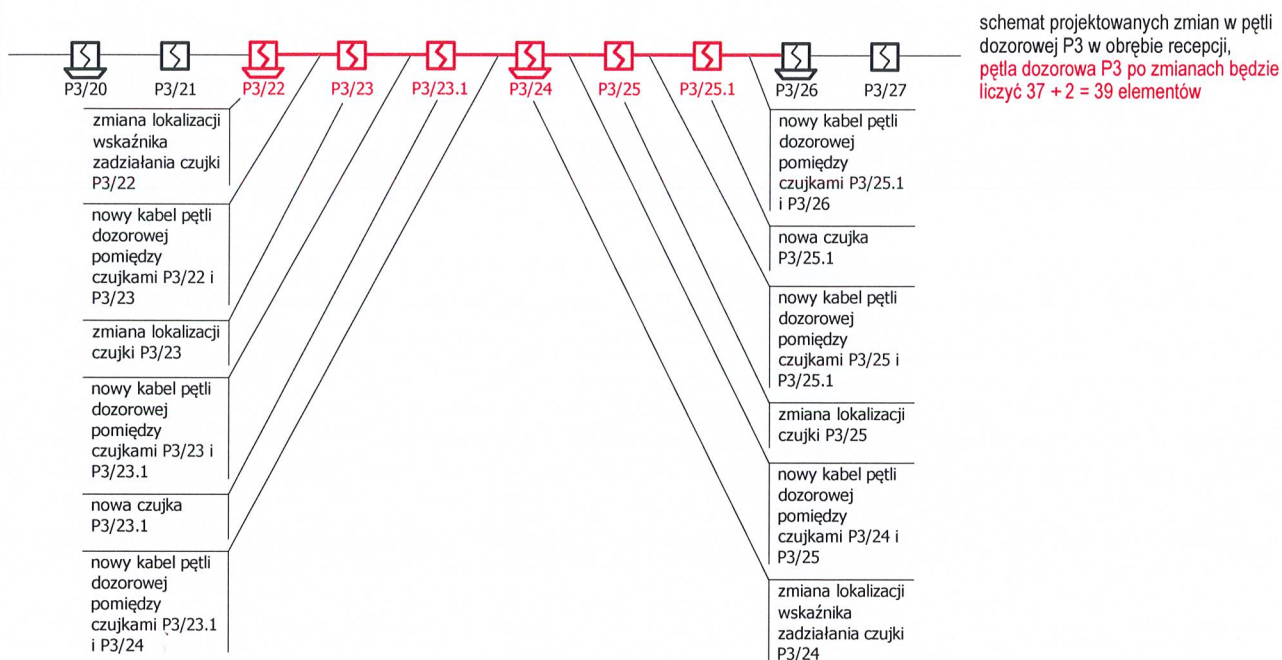 schemat projektowanych zmian w pętli
dozorowej P3 w obrębie recepcji,
pętla dozorowa P3 po zmianach będzie
liczyć 37 + 2 = 39 elementów
P3/20
P3/21
P3/22
P3/23
P3/23.1
P3/24
P3/25
P3/25.1
P3/26
P3/27
zmiana lokalizacji
wskaźnika
zadziałania czujki
P3/22
nowy kabel pętli
dozorowej
pomiędzy
czujkami P3/22 i
P3/23
zmiana lokalizacji
czujki P3/23
nowy kabel pętli
dozorowej
pomiędzy
czujkami P3/23 i
P3/23.1
nowa czujka
P3/23.1
nowy kabel pętli
dozorowej
pomiędzy
czujkami P3/23.1
i P3/24
nowy kabel pętli
dozorowej
pomiędzy
czujkami P3/25.1
i P3/26
nowa czujka
P3/25.1
nowy kabel pętli
dozorowej
pomiędzy
czujkami P3/25 i
P3/25.1
zmiana lokalizacji
czujki P3/25
nowy kabel pętli
dozorowej
pomiędzy
czujkami P3/24 i
P3/25
zmiana lokalizacji
wskaźnika
zadziałania czujki
P3/24